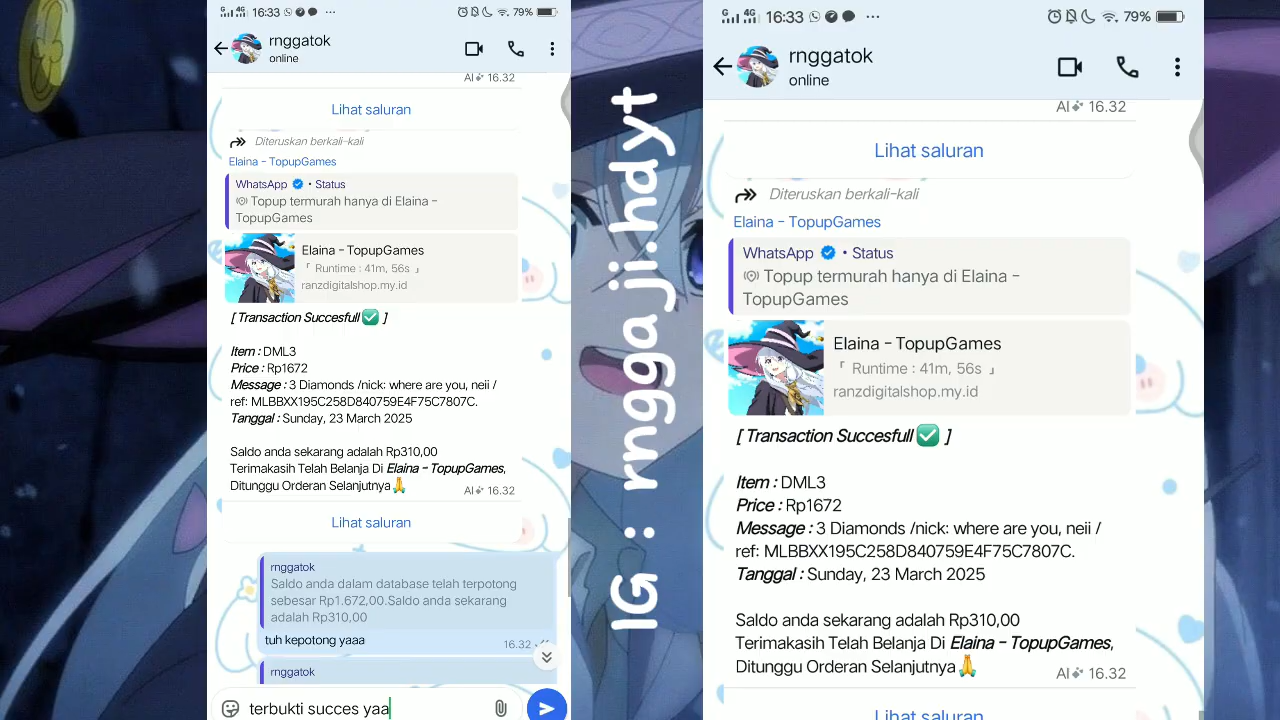 16:33
79%
rnggatok
online
AI 16.32
Lihat saluran
Diteruskan berkali-kali
Elaina - TopupGames
WhatsApp • Status
Topup termurah hanya di Elaina -
TopupGames
Elaina - TopupGames
「 Runtime : 41m, 56s 」
ranzdigitalshop.my.id
[ Transaction Succesfull ✅ ]
Item : DML3
Price : Rp1672
Message : 3 Diamonds /nick: where are you, neii /
ref: MLBBXX195C258D840759E4F75C7807C.
Tanggal : Sunday, 23 March 2025
Saldo anda sekarang adalah Rp310,00
Terimakasih Telah Belanja Di Elaina - TopupGames,
Ditunggu Orderan Selanjutnya🙏
AI 16.32
Lihat saluran
rnggatok
Saldo anda dalam database telah terpotong
sebesar Rp1.672,00.Saldo anda sekarang
adalah Rp310,00
tuh kepotong yaaa
16.32
rnggatok
terbukti succes yaa
IG : rnggaji.hdyt
16:33
79%
rnggatok
online
AI 16.32
Lihat saluran
Diteruskan berkali-kali
Elaina - TopupGames
WhatsApp • Status
Topup termurah hanya di Elaina -
TopupGames
Elaina - TopupGames
「 Runtime : 41m, 56s 」
ranzdigitalshop.my.id
[ Transaction Succesfull ✅ ]
Item : DML3
Price : Rp1672
Message : 3 Diamonds /nick: where are you, neii /
ref: MLBBXX195C258D840759E4F75C7807C.
Tanggal : Sunday, 23 March 2025
Saldo anda sekarang adalah Rp310,00
Terimakasih Telah Belanja Di Elaina - TopupGames,
Ditunggu Orderan Selanjutnya🙏
AI 16.32
Lihat saluran